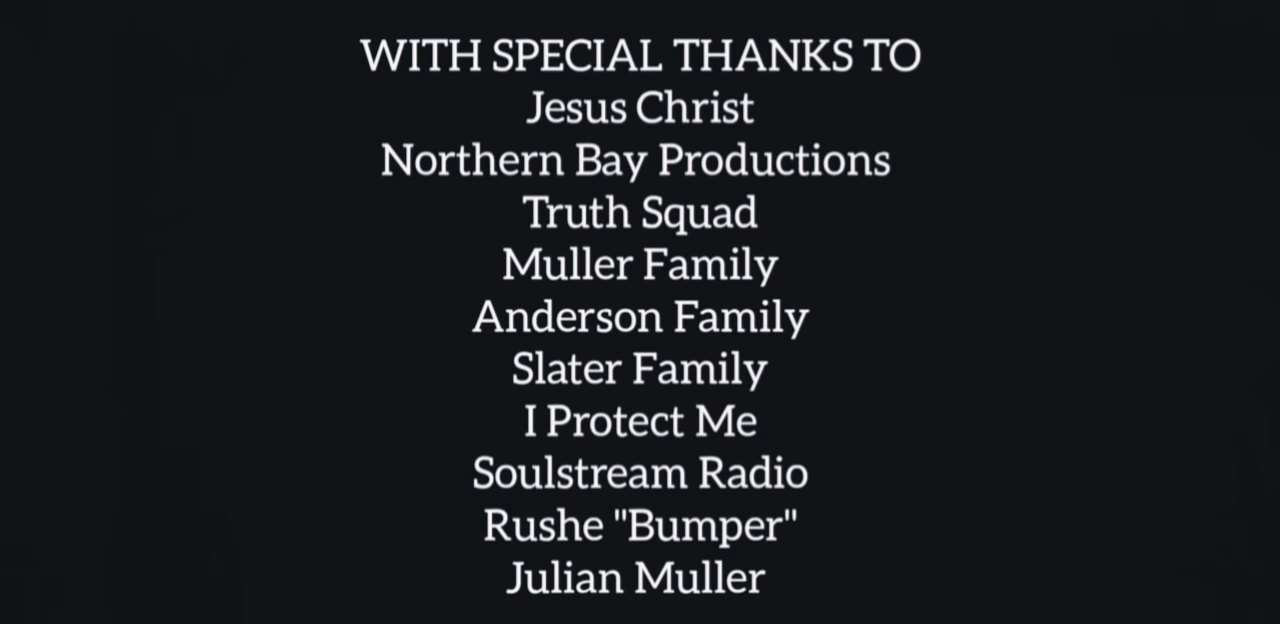 WITH SPECIAL THANKS TO
Jesus Christ
Northern Bay Productions
Truth Squad
Muller Family
Anderson Family
Slater Family
I Protect Me
Soulstream Radio
Rushe "Bumper"
Julian Muller